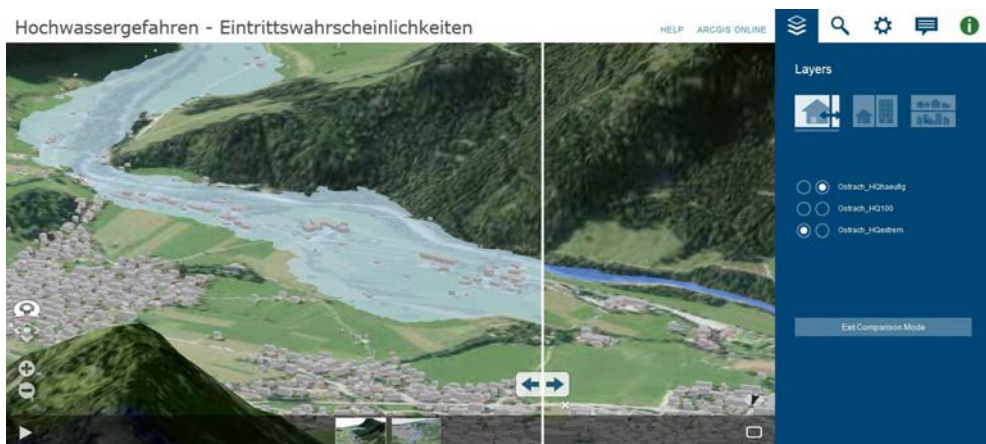 Hochwassergefahren - Eintrittswahrscheinlichkeiten
HELP ARCGIS ONLINE
Layers
Ostrach_HQhaeufig
Ostrach_HQ100
Ostrach_HQextrem
Exit Comparison Mode